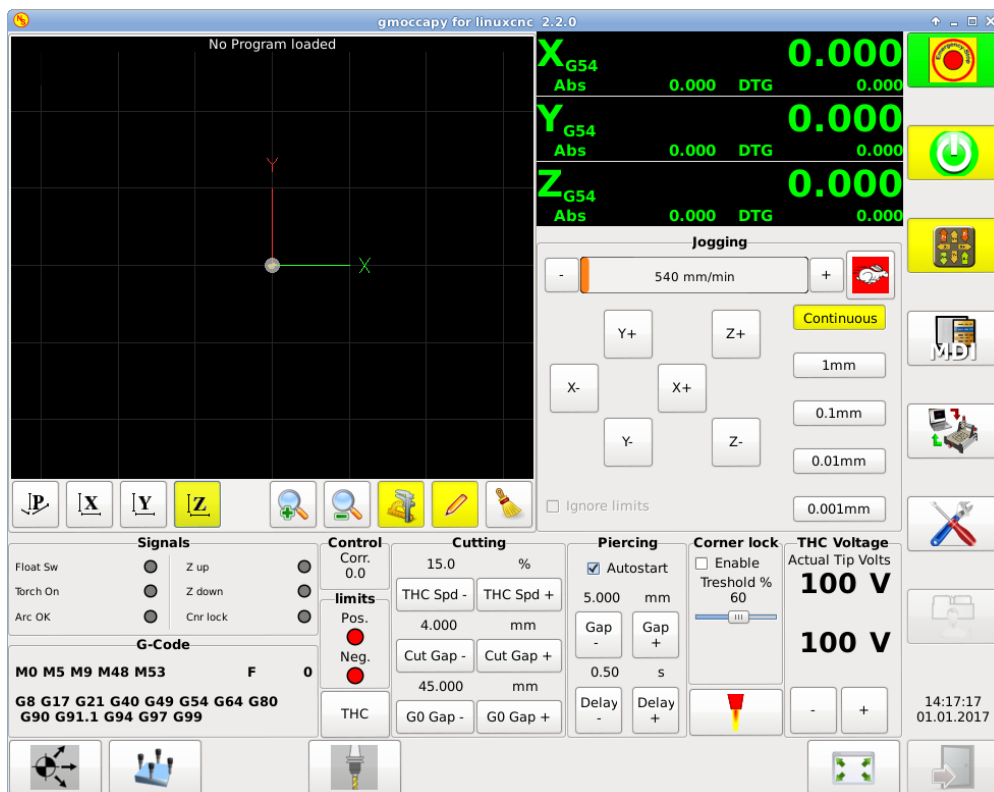 gmoccapy for linuxcnc 2.2.0
No Program loaded
Y
X
X G54 0.000
Abs 0.000 DTG 0.000
Y G54 0.000
Abs 0.000 DTG 0.000
Z G54 0.000
Abs 0.000 DTG 0.000
Emergency-Stop
Jogging
- 540 mm/min +
Continuous
Y+ Z+
1mm
X- X+
0.1mm
Y- Z-
0.01mm
Ignore limits
0.001mm
MDI
P X Y Z
Signals
Float Sw Z up
Torch On Z down
Arc OK Cnr lock
G-Code
M0 M5 M9 M48 M53 F 0
G8 G17 G21 G40 G49 G54 G64 G80
G90 G91.1 G94 G97 G99
Control
Corr.
0.0
limits
Pos.
Neg.
THC
Cutting
15.0 %
THC Spd - THC Spd +
4.000 mm
Cut Gap - Cut Gap +
45.000 mm
G0 Gap - G0 Gap +
Piercing
Autostart
5.000 mm
Gap - Gap +
0.50 s
Delay - Delay +
Corner lock
Enable
Treshold %
60
THC Voltage
Actual Tip Volts
100 V
100 V
- +
14:17:17
01.01.2017